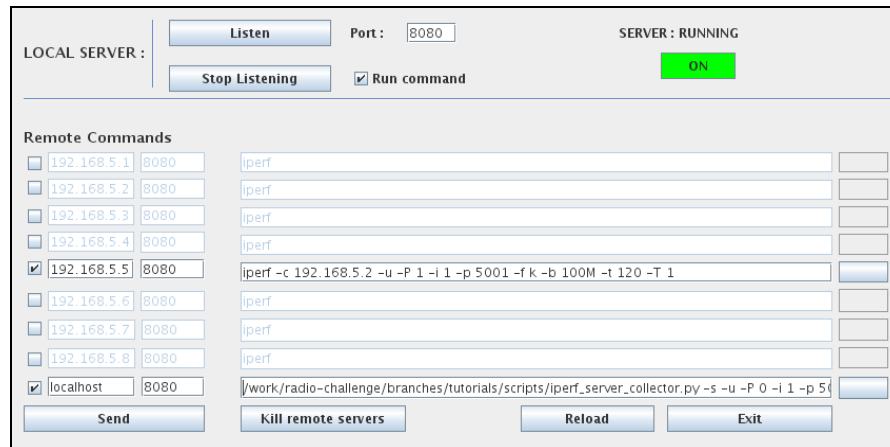 Listen Port : 8080 SERVER : RUNNING
LOCAL SERVER :
ON
Stop Listening Run command
Remote Commands
192.168.5.1 8080 iperf
192.168.5.2 8080 iperf
192.168.5.3 8080 iperf
192.168.5.4 8080 iperf
192.168.5.5 8080 iperf -c 192.168.5.2 -u -P 1 -i 1 -p 5001 -f k -b 100M -t 120 -T 1
192.168.5.6 8080 iperf
192.168.5.7 8080 iperf
192.168.5.8 8080 iperf
localhost 8080 /work/radio-challenge/branches/tutorials/scripts/iperf_server_collector.py -s -u -P 0 -i 1 -p
Send Kill remote servers Reload Exit